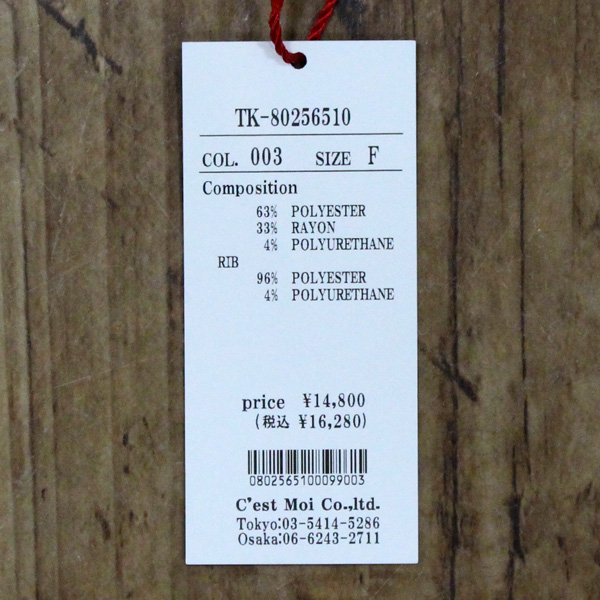 TK-80256510
COL. 003 SIZE F
Composition
63% POLYESTER
33% RAYON
4% POLYURETHANE
RIB
96% POLYESTER
4% POLYURETHANE
price ¥14,800
(税込 ¥16,280)
0802565100099003
C'est Moi Co.,ltd.
Tokyo:03-5414-5286
Osaka:06-6243-2711